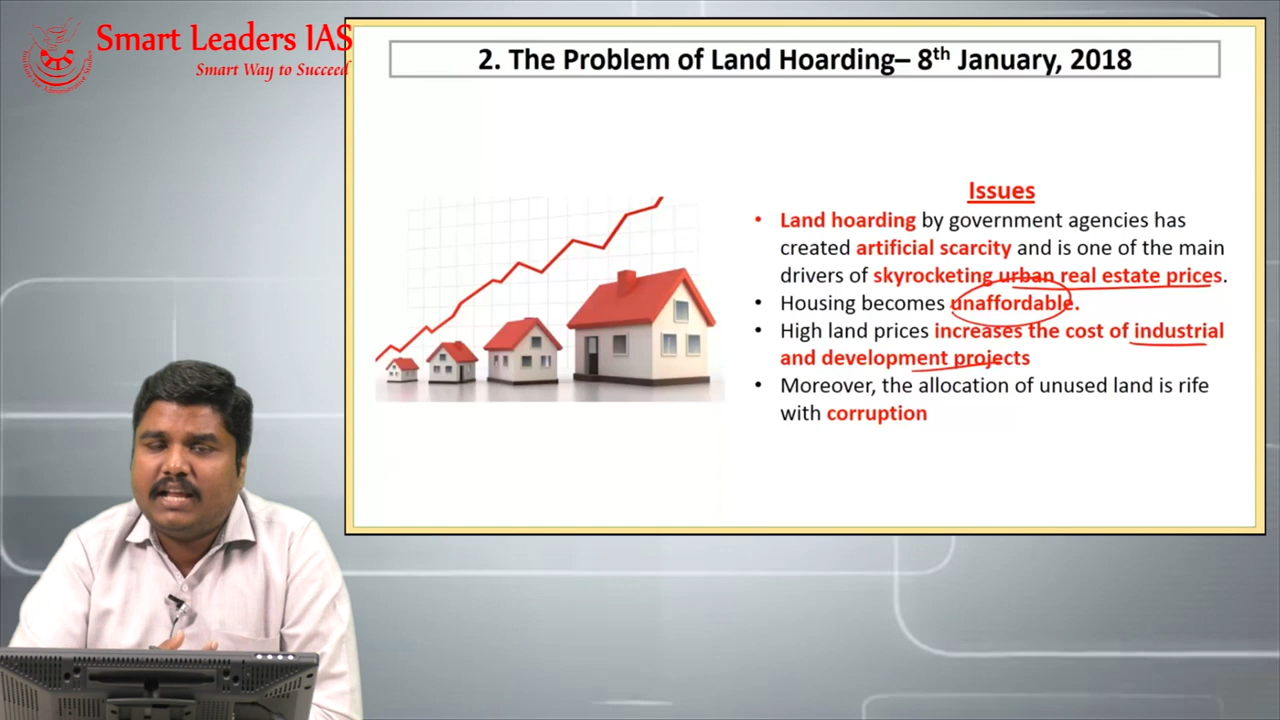 Smart Leaders IAS
Smart Way to Succeed
2. The Problem of Land Hoarding– 8th January, 2018
Issues
• Land hoarding by government agencies has
created artificial scarcity and is one of the main
drivers of skyrocketing urban real estate prices.
• Housing becomes unaffordable.
• High land prices increases the cost of industrial
and development projects
• Moreover, the allocation of unused land is rife
with corruption